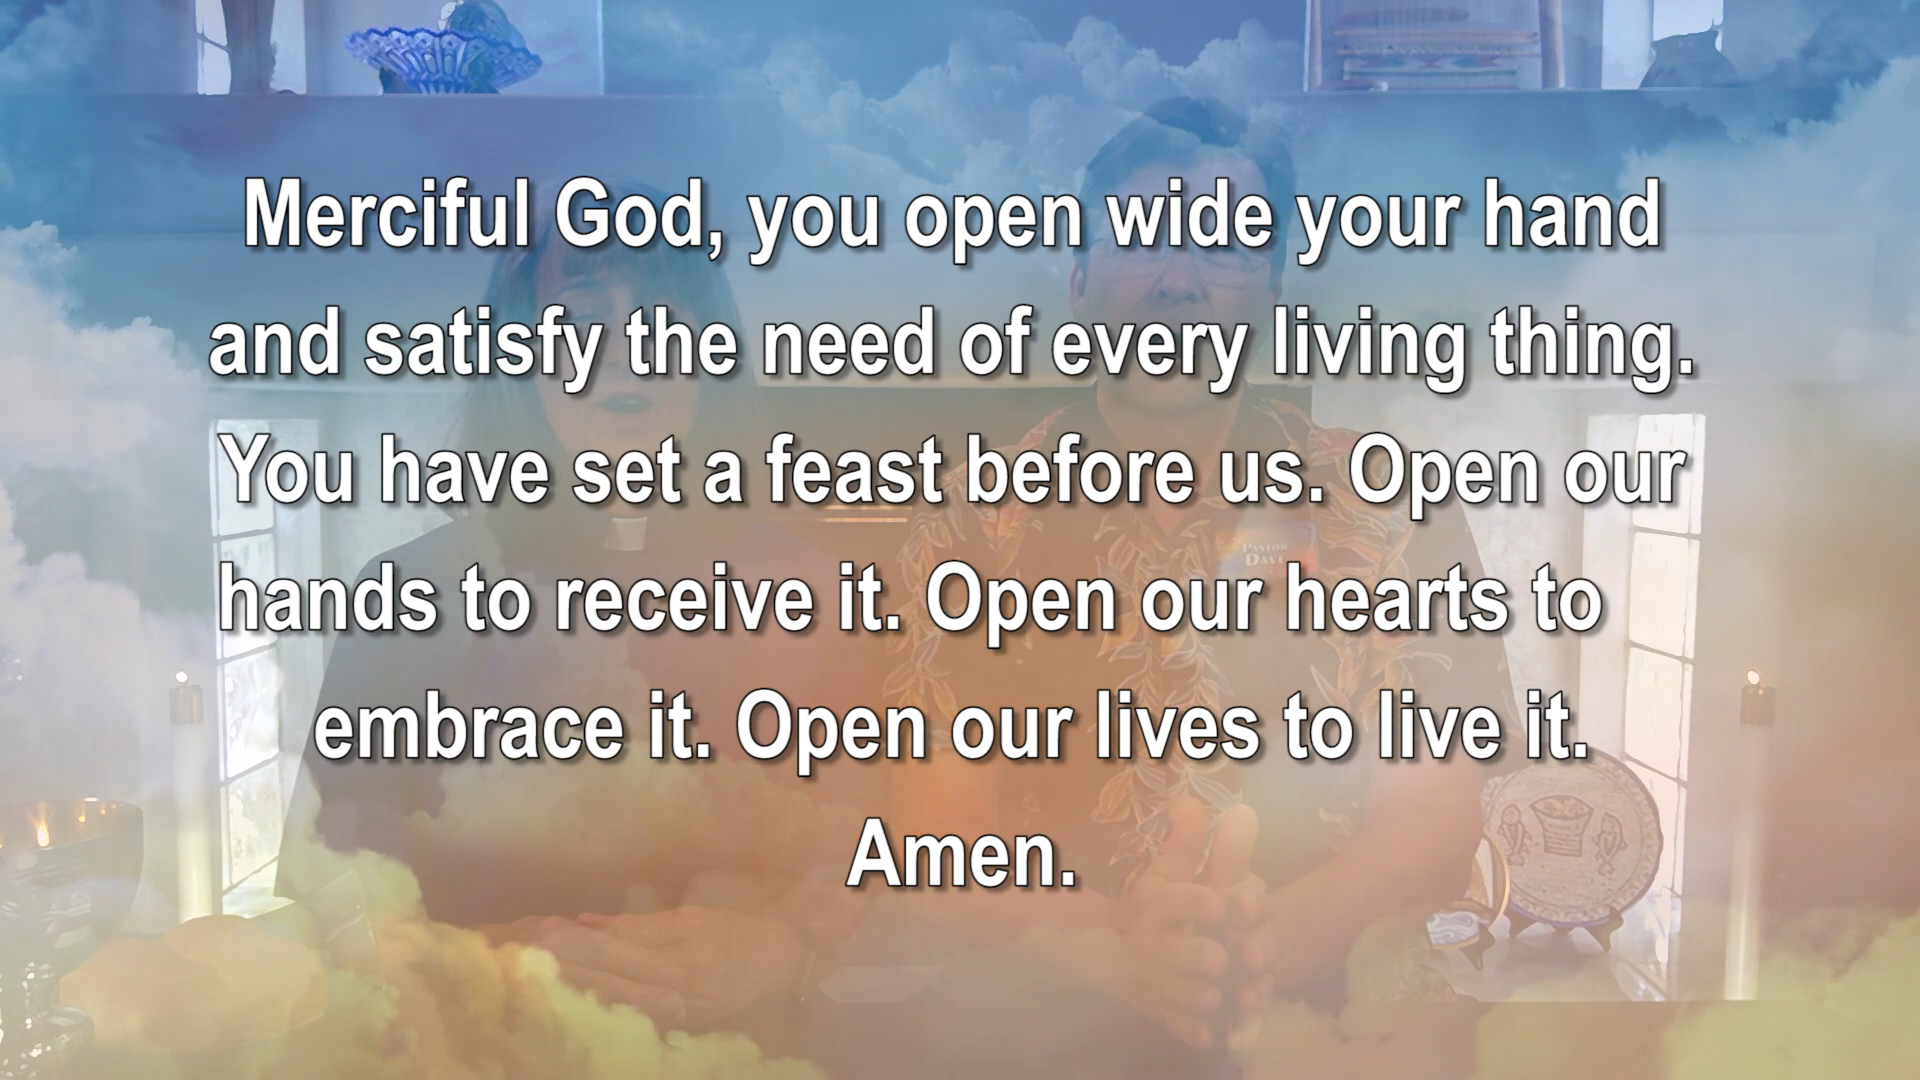 Merciful God, you open wide your hand
and satisfy the need of every living thing.
You have set a feast before us. Open our
hands to receive it. Open our hearts to
embrace it. Open our lives to live it.
Amen.
PASTOR
DAVE